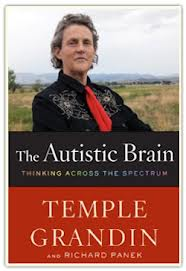 The Autistic Brain
THINKING ACROSS THE SPECTRUM
TEMPLE
GRANDIN
AND RICHARD PANEK